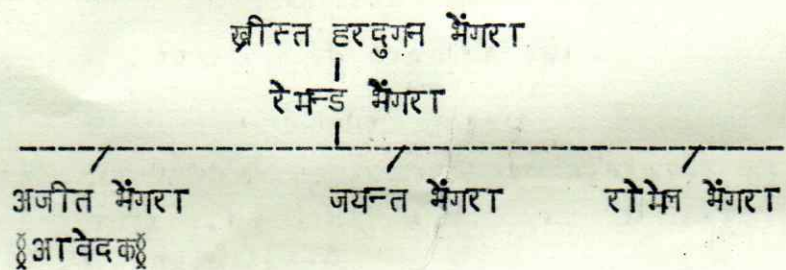 ख्रीस्त हरदुगन भेंगरा
रेमन्ड भेंगरा
अजीत भेंगरा जयन्त भेंगरा रोमेल भेंगरा
(आवेदक)